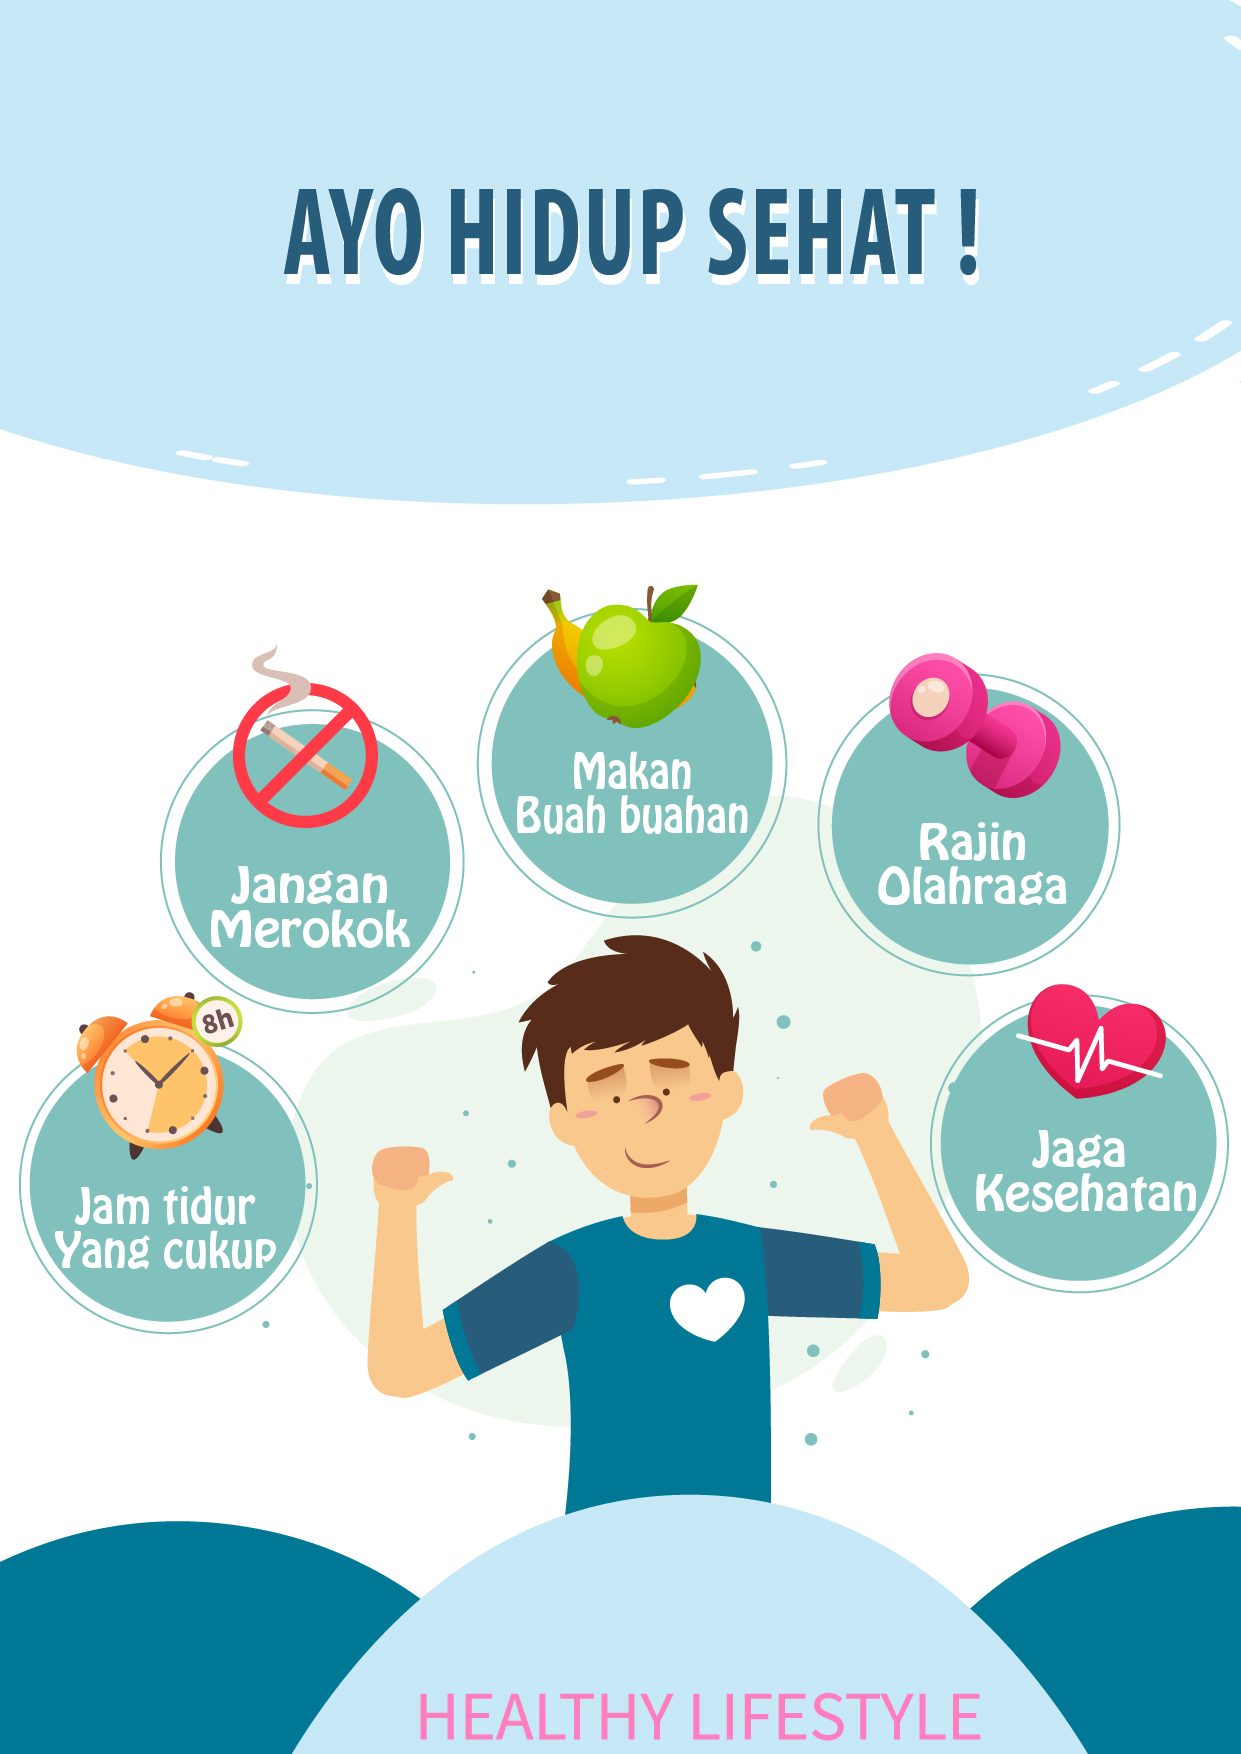 AYO HIDUP SEHAT !
Makan
Buah buahan
Rajin
Olahraga
Jangan
Merokok
8h
Jam tidur
Yang cukup
Jaga
Kesehatan
HEALTHY LIFESTYLE